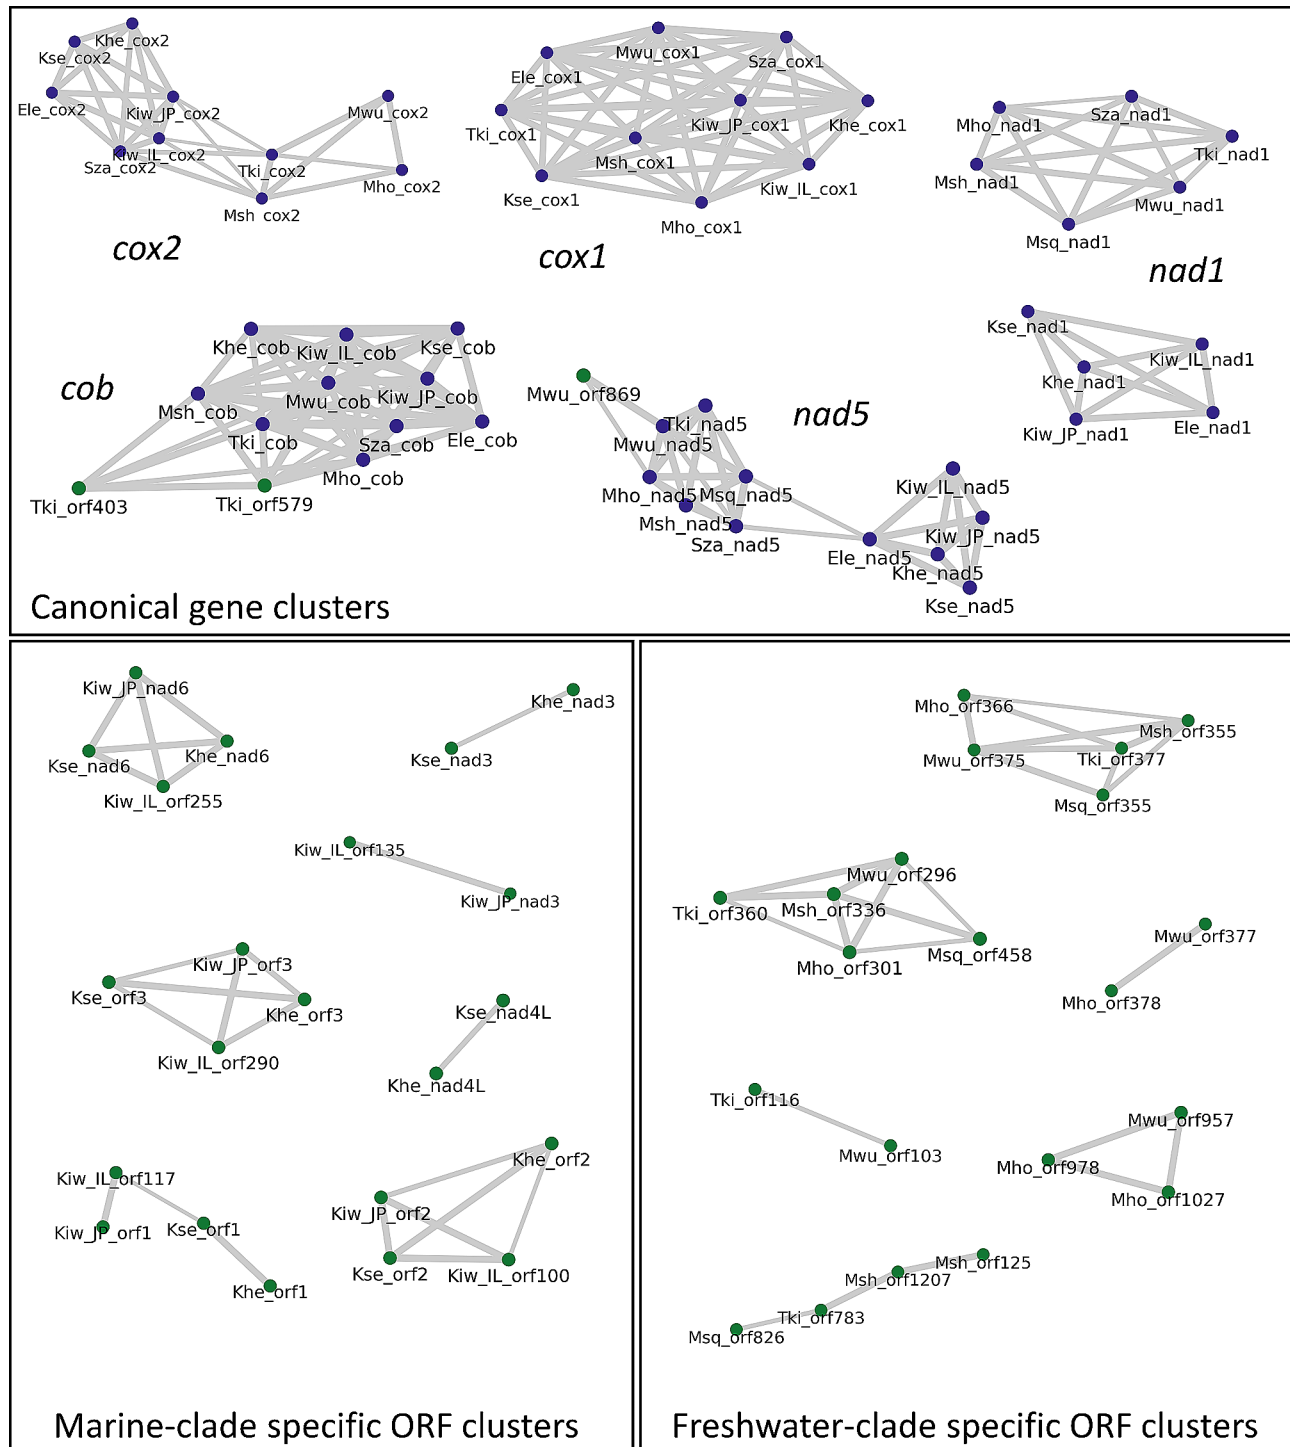 Khe_cox2
Kse_cox2
Ele_cox2
Kiw_JP_cox2
Kiw_IL_cox2
Sza_cox2
Tki_cox2
Mwu_cox2
Mho_cox2
Msh_cox2
cox2
Mwu_cox1
Sza_cox1
Ele_cox1
Tki_cox1
Kiw_JP_cox1
Khe_cox1
Msh_cox1
Kse_cox1
Kiw_IL_cox1
Mho_cox1
cox1
Mho_nad1
Sza_nad1
Tki_nad1
Msh_nad1
Mwu_nad1
Msq_nad1
nad1
Kse_nad1
Kiw_IL_nad1
Khe_nad1
Kiw_JP_nad1
Ele_nad1
cob
Khe_cob
Kiw_IL_cob
Kse_cob
Msh_cob
Mwu_cob
Kiw_JP_cob
Tki_cob
Sza_cob
Ele_cob
Mho_cob
Tki_orf403
Tki_orf579
Mwu_orf869
nad5
Tki_nad5
Mwu_nad5
Mho_nad5
Msq_nad5
Msh_nad5
Sza_nad5
Kiw_IL_nad5
Kiw_JP_nad5
Ele_nad5
Khe_nad5
Kse_nad5
Canonical gene clusters
Kiw_JP_nad6
Kse_nad6
Khe_nad6
Kiw_IL_orf255
Khe_nad3
Kse_nad3
Kiw_IL_orf135
Kiw_JP_nad3
Kiw_JP_orf3
Kse_orf3
Khe_orf3
Kiw_IL_orf290
Kse_nad4L
Khe_nad4L
Kiw_IL_orf117
Kiw_JP_orf1
Kse_orf1
Khe_orf1
Khe_orf2
Kiw_JP_orf2
Kse_orf2
Kiw_IL_orf100
Marine-clade specific ORF clusters
Mho_orf366
Msh_orf355
Mwu_orf375
Tki_orf377
Msq_orf355
Mwu_orf296
Tki_orf360
Msh_orf336
Mho_orf301
Msq_orf458
Mwu_orf377
Mho_orf378
Tki_orf116
Mwu_orf103
Mwu_orf957
Mho_orf978
Mho_orf1027
Msh_orf125
Msh_orf1207
Tki_orf783
Msq_orf826
Freshwater-clade specific ORF clusters